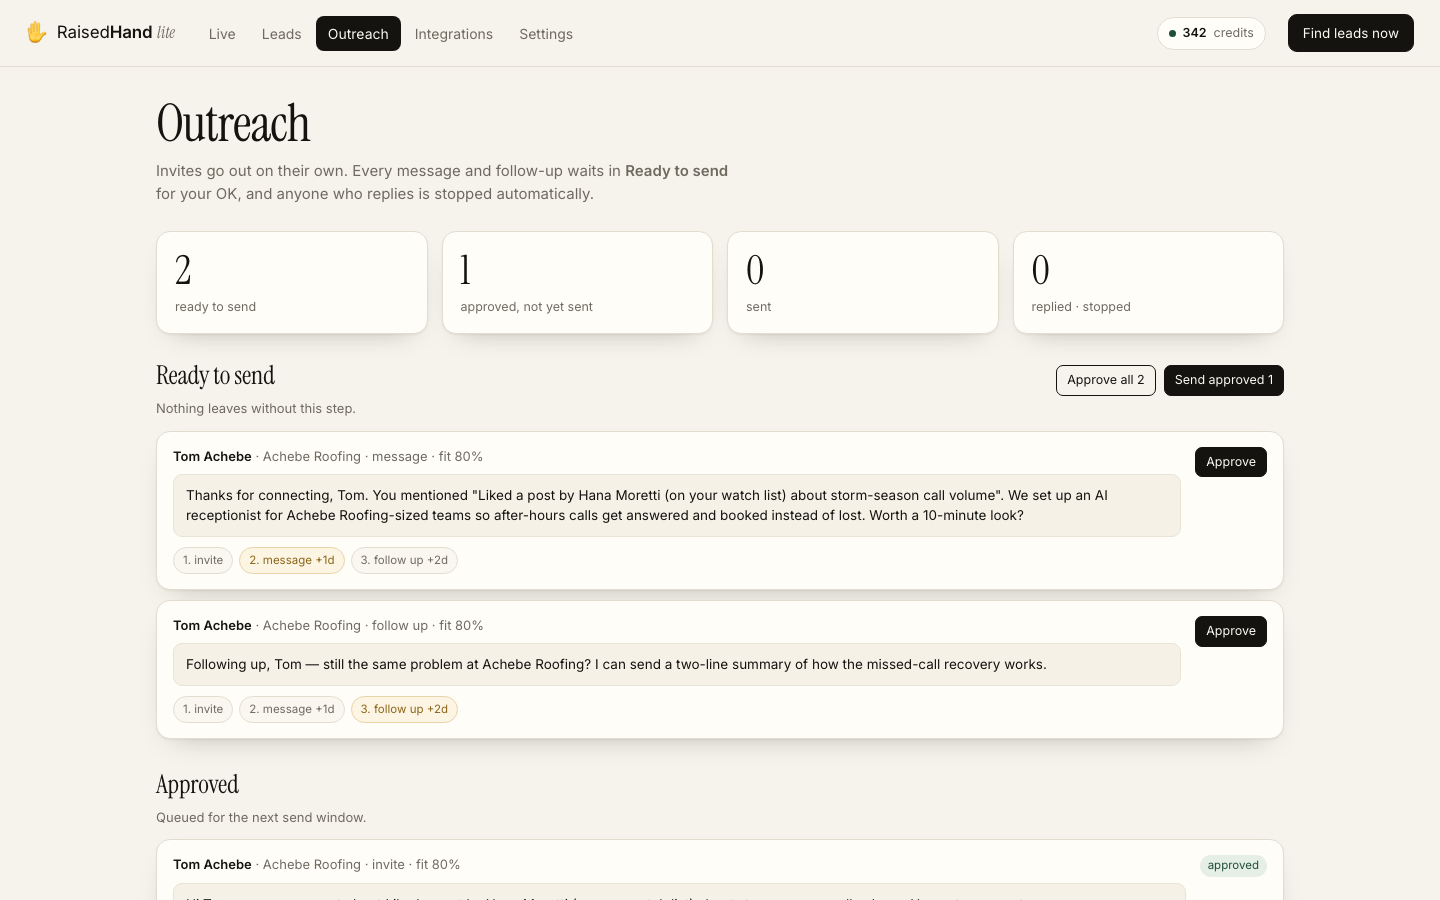 RaisedHand lite
Live
Leads
Outreach
Integrations
Settings
342 credits
Find leads now
Outreach
Invites go out on their own. Every message and follow-up waits in Ready to send
for your OK, and anyone who replies is stopped automatically.
2
ready to send
1
approved, not yet sent
0
sent
0
replied · stopped
Ready to send
Approve all 2
Send approved 1
Nothing leaves without this step.
Tom Achebe · Achebe Roofing · message · fit 80%
Approve
Thanks for connecting, Tom. You mentioned "Liked a post by Hana Moretti (on your watch list) about storm-season call volume". We set up an AI
receptionist for Achebe Roofing-sized teams so after-hours calls get answered and booked instead of lost. Worth a 10-minute look?
1. invite
2. message +1d
3. follow up +2d
Tom Achebe · Achebe Roofing · follow up · fit 80%
Approve
Following up, Tom — still the same problem at Achebe Roofing? I can send a two-line summary of how the missed-call recovery works.
1. invite
2. message +1d
3. follow up +2d
Approved
Queued for the next send window.
Tom Achebe · Achebe Roofing · invite · fit 80%
approved